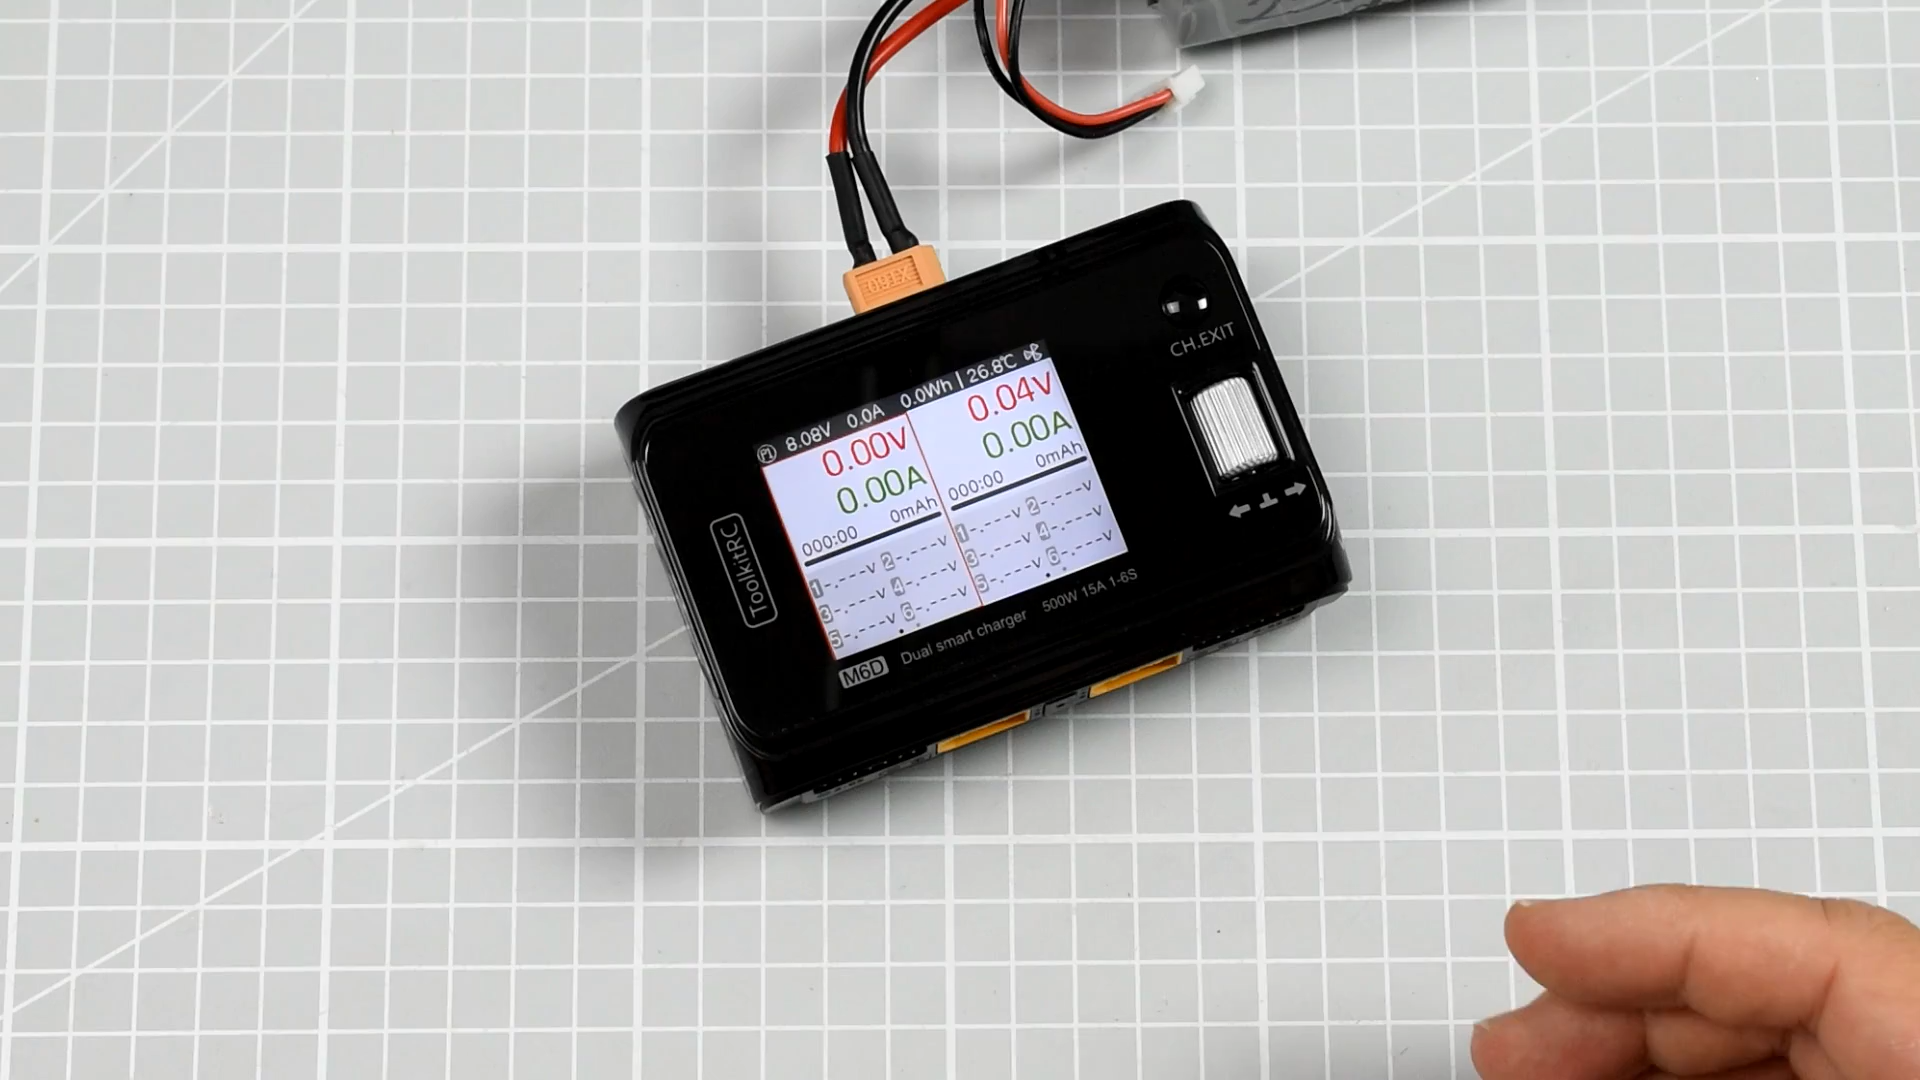 XT60
CH.EXIT
P1 8.08V 0.0A 0.0Wh | 26.8℃
0.00V
0.00A
000:00 0mAh
1-.---V 2-.---V
3-.---V 4-.---V
5-.---V 6-.---V
0.04V
0.00A
000:00 0mAh
1-.---V 2-.---V
3-.---V 4-.---V
5-.---V 6-.---V
ToolkitRC
M6D Dual smart charger 500W 15A 1-6S